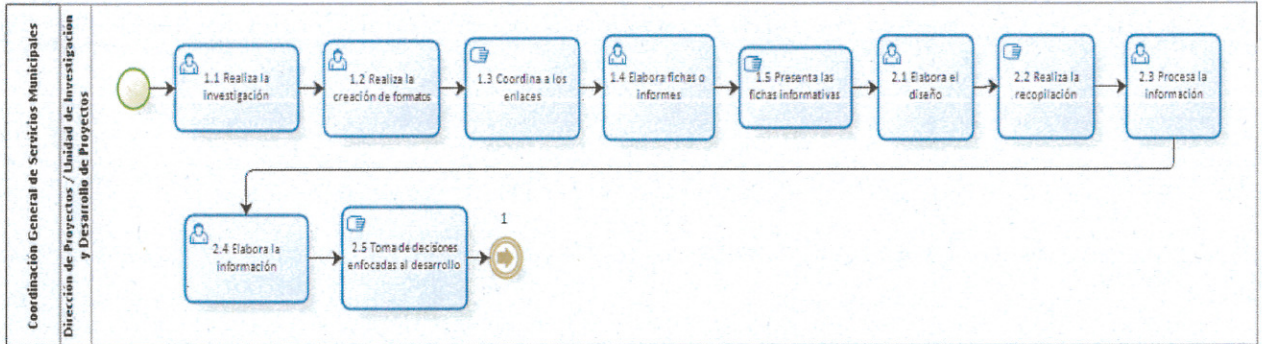 Coordinación General de Servicios Municipales
Dirección de Proyectos / Unidad de Investigación
y Desarrollo de Proyectos
1.1 Realiza la
investigación
1.2 Realiza la
creación de formatos
1.3 Coordina a los
enlaces
1.4 Elabora fichas o
informes
1.5 Presenta las
fichas informativas
2.1 Elabora el
diseño
2.2 Realiza la
recopilación
2.3 Procesa la
información
2.4 Elabora la
información
2.5 Toma de decisiones
enfocadas al desarrollo
1